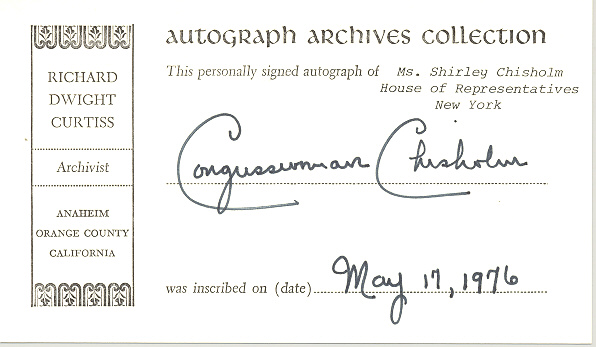 RICHARD
DWIGHT
CURTISS
Archivist
ANAHEIM
ORANGE COUNTY
CALIFORNIA
AUTOGRAPH ARCHIVES COLLECTION
This personally signed autograph of Ms. Shirley Chisholm
House of Representatives
New York
Congresswoman Chisholm
was inscribed on (date) May 17, 1976